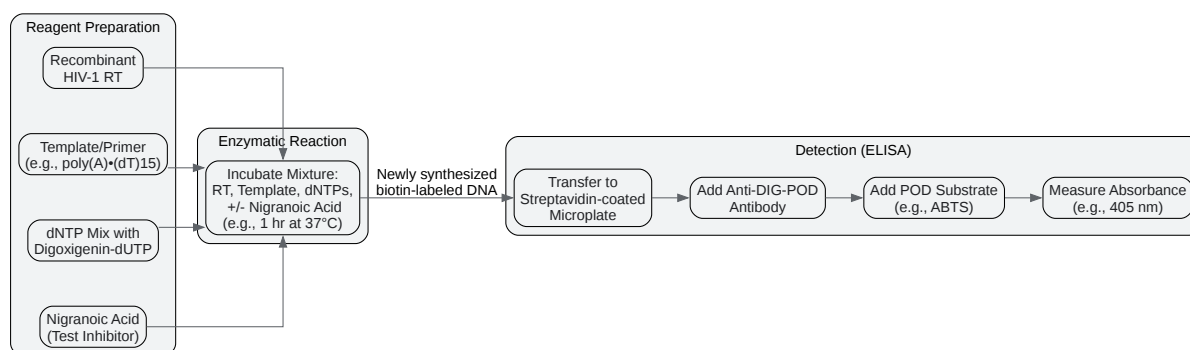 Reagent Preparation
Recombinant
HIV-1 RT
Template/Primer
(e.g., poly(A)•(dT)15)
dNTP Mix with
Digoxigenin-dUTP
Nigranoic Acid
(Test Inhibitor)
Enzymatic Reaction
Incubate Mixture:
RT, Template, dNTPs,
+/- Nigranoic Acid
(e.g., 1 hr at 37°C)
Newly synthesized
biotin-labeled DNA
Detection (ELISA)
Transfer to
Streptavidin-coated
Microplate
Add Anti-DIG-POD
Antibody
Add POD Substrate
(e.g., ABTS)
Measure Absorbance
(e.g., 405 nm)